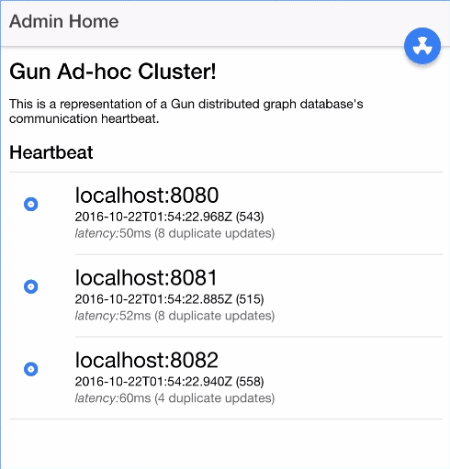 Admin Home
Gun Ad-hoc Cluster!
This is a representation of a Gun distributed graph database's
communication heartbeat.
Heartbeat
localhost:8080
2016-10-22T01:54:22.968Z (543)
latency:50ms (8 duplicate updates)
localhost:8081
2016-10-22T01:54:22.885Z (515)
latency:52ms (8 duplicate updates)
localhost:8082
2016-10-22T01:54:22.940Z (558)
latency:60ms (4 duplicate updates)